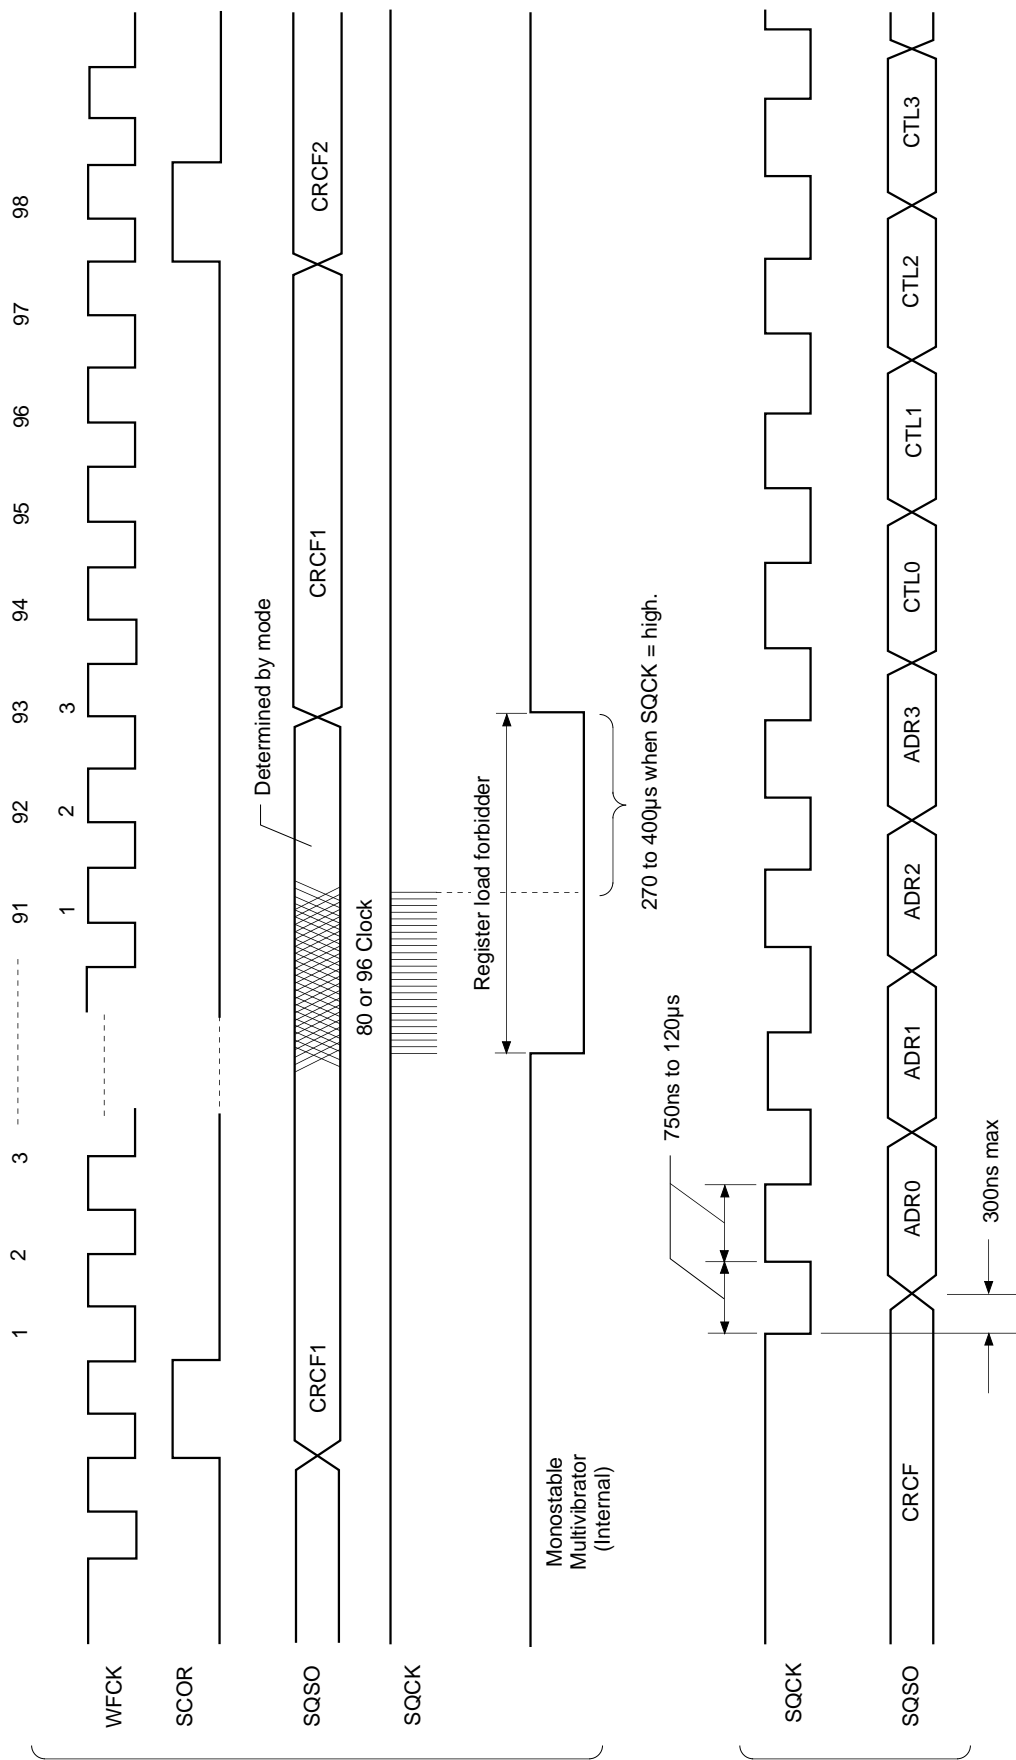 1 2 3 91 92 93 94 95 96 97 98
1 2 3
WFCK
SCOR
Determined by mode
SQSO CRCF1 CRCF1 CRCF2
80 or 96 Clock
SQCK
Register load forbidder
Monostable
Multivibrator
(Internal)
270 to 400µs when SQCK = high.
750ns to 120µs
SQCK
SQSO CRCF ADR0 ADR1 ADR2 ADR3 CTL0 CTL1 CTL2 CTL3
300ns max